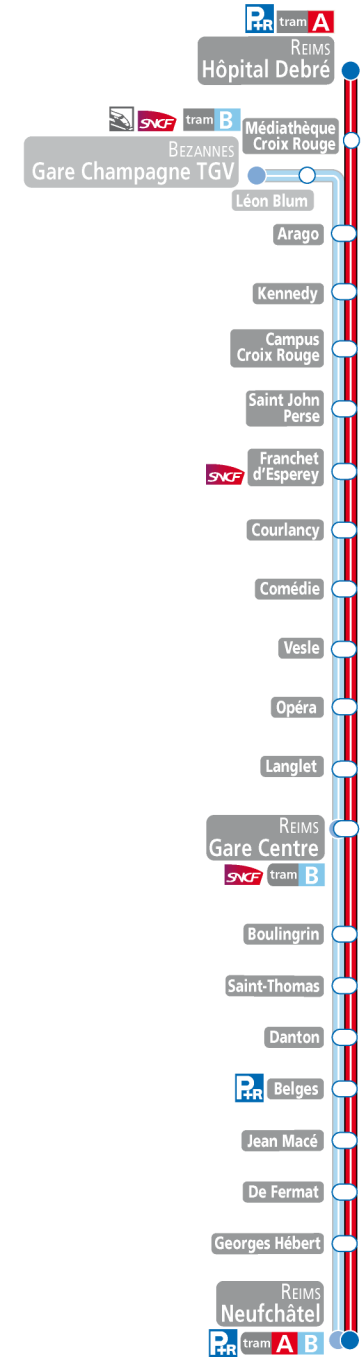 P+R tram A
REIMS
Hôpital Debré
SNCF tram B
Médiathèque
Croix Rouge
BEZANNES
Gare Champagne TGV
Léon Blum
Arago
Kennedy
Campus
Croix Rouge
Saint John
Perse
Franchet
SNCF d'Esperey
Courlancy
Comédie
Vesle
Opéra
Langlet
REIMS
Gare Centre
SNCF tram B
Boulingrin
Saint-Thomas
Danton
P+R Belges
Jean Macé
De Fermat
Georges Hébert
REIMS
Neufchâtel
P+R tram A B